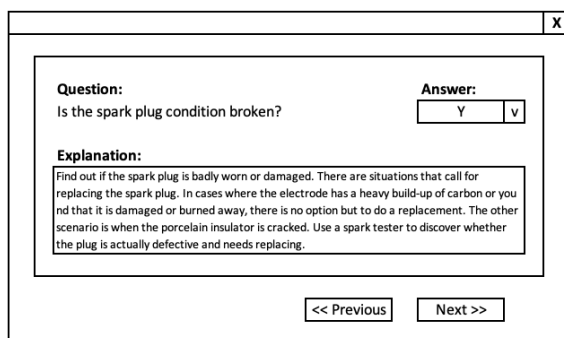 X
Question:
Answer:
Is the spark plug condition broken?
Y
v
Explanation:
Find out if the spark plug is badly worn or damaged. There are situations that call for
replacing the spark plug. In cases where the electrode has a heavy build-up of carbon or you
nd that it is damaged or burned away, there is no option but to do a replacement. The other
scenario is when the porcelain insulator is cracked. Use a spark tester to discover whether
the plug is actually defective and needs replacing.
<< Previous
Next >>